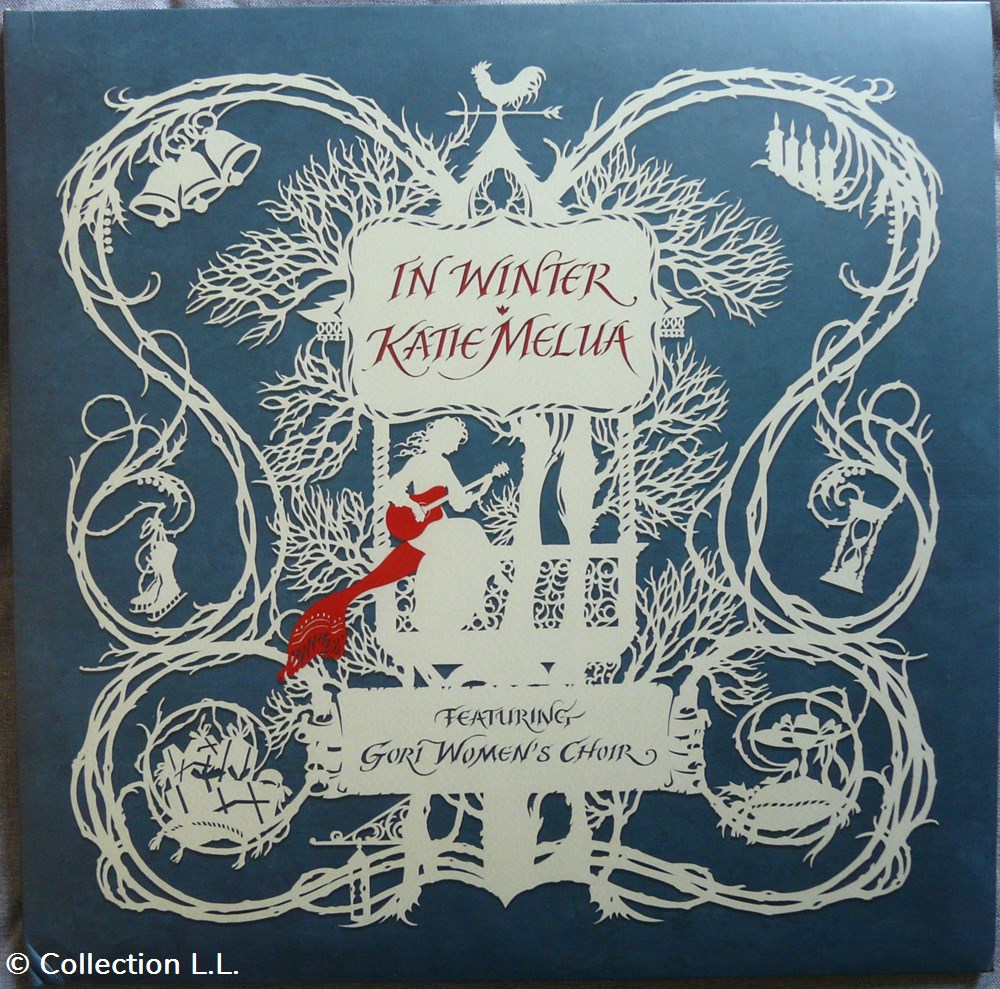 IN WINTER
KATIE MELUA
FEATURING
GORI WOMEN'S CHOIR
© Collection L.L.